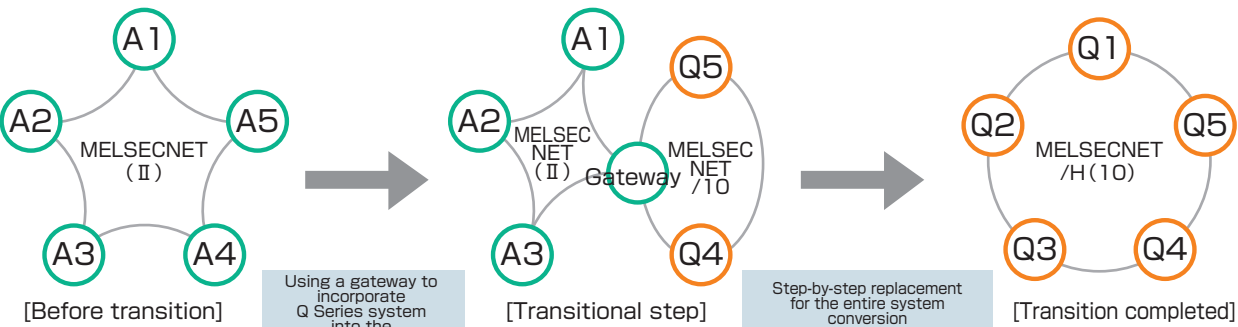 A1
A2
A5
MELSECNET
(Ⅱ)
A3
A4
[Before transition]
Using a gateway to
incorporate
Q Series system
into the
A1
Q5
A2
MELSEC
NET
(Ⅱ)
Gateway
MELSEC
NET
/10
A3
Q4
[Transitional step]
Step-by-step replacement
for the entire system
conversion
Q1
Q2
Q5
MELSECNET
/H(10)
Q3
Q4
[Transition completed]